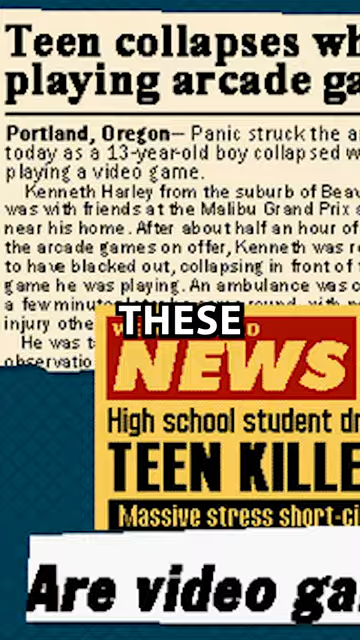 Teen collapses wh
playing arcade ga
Portland, Oregon— Panic struck the a
today as a 13-year-old boy collapsed w
playing a video game.
Kenneth Harley from the suburb of Beav
was with friends at the Malibu Grand Prix
near his home. After about half an hour of
the arcade games on offer, Kenneth was r
to have blacked out, collapsing in front of
game he was playing. An ambulance was c
a few minut
injury othe
He was t
observatio
THESE
NEWS
High school student dr
TEEN KILLE
Massive stress short-ci
Are video ga